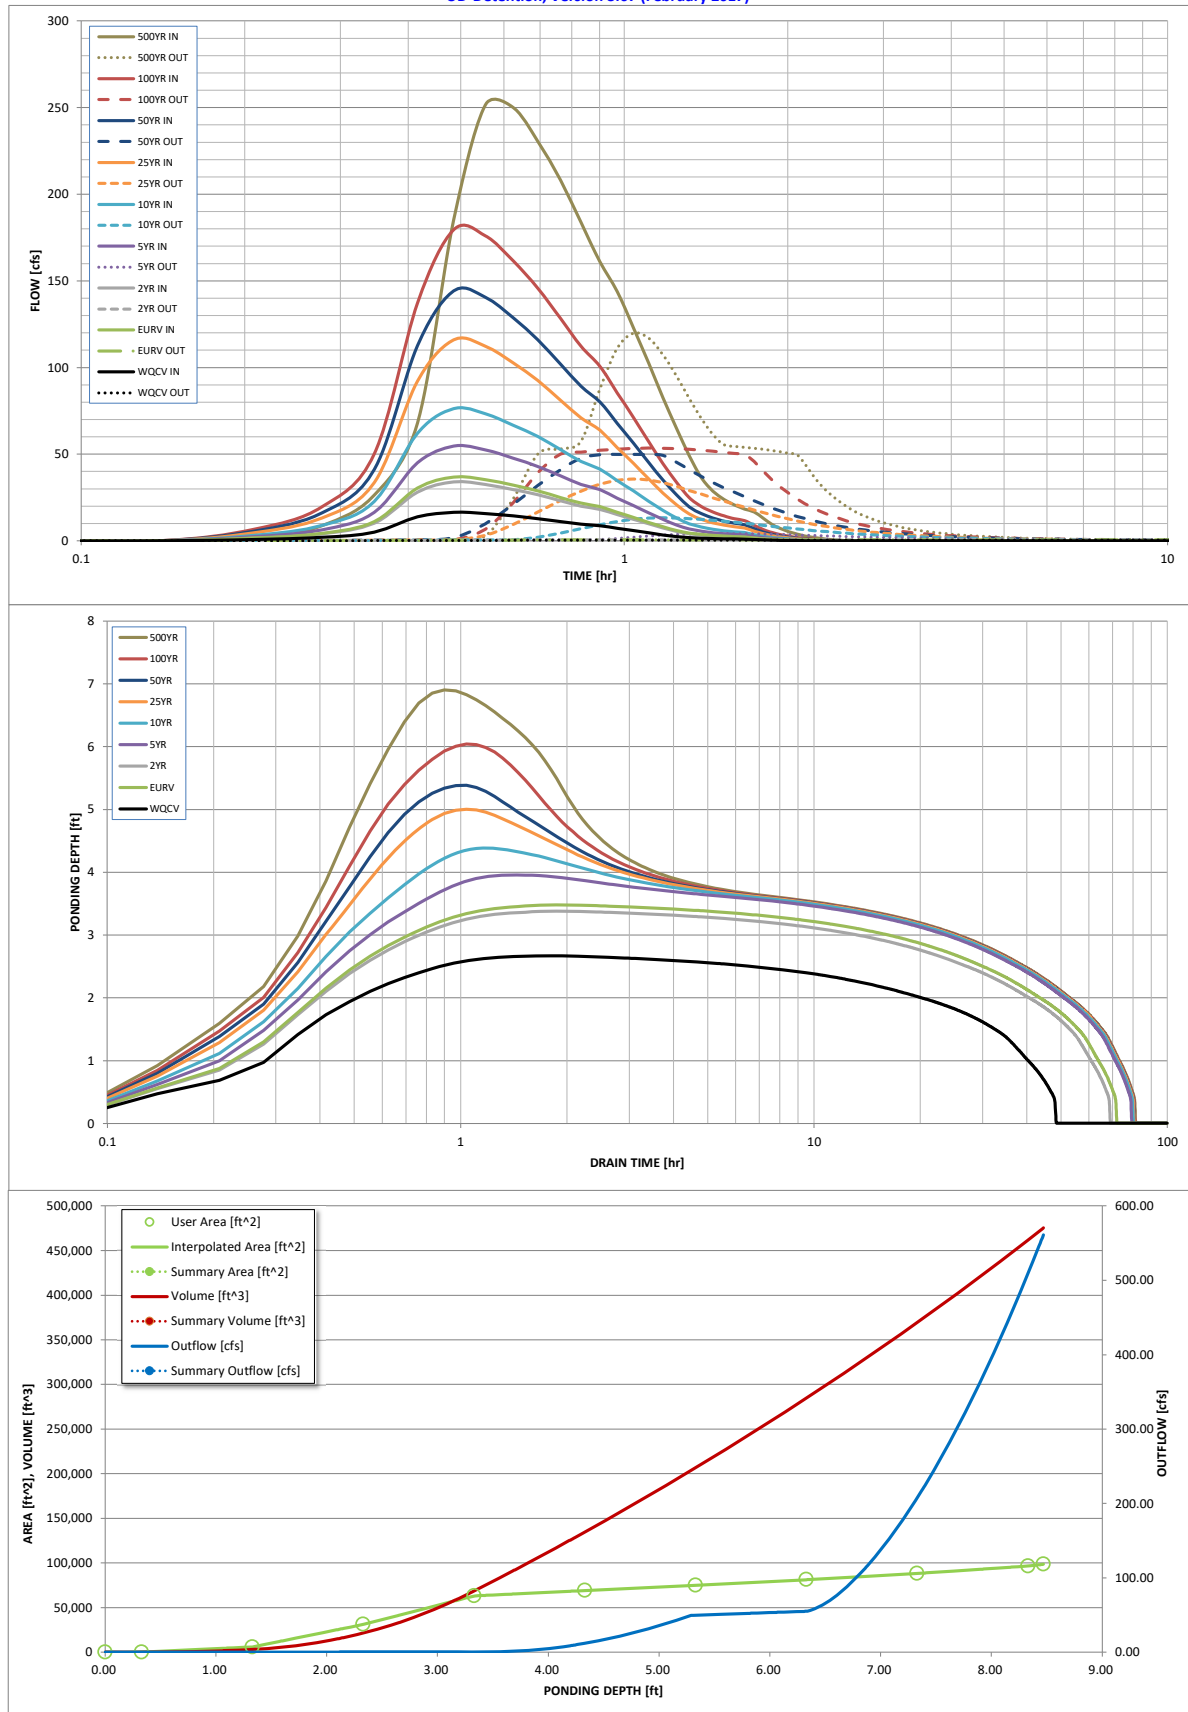 UD-Detention, Version 3.07 (February 2017)
300
250
200
150
100
50
0
0.1
1
10
FLOW [cfs]
TIME [hr]
500YR IN
500YR OUT
100YR IN
100YR OUT
50YR IN
50YR OUT
25YR IN
25YR OUT
10YR IN
10YR OUT
5YR IN
5YR OUT
2YR IN
2YR OUT
EURV IN
EURV OUT
WQCV IN
WQCV OUT
8
7
6
5
4
3
2
1
0
0.1
1
10
100
PONDING DEPTH [ft]
DRAIN TIME [hr]
500YR
100YR
50YR
25YR
10YR
5YR
2YR
EURV
WQCV
500,000
450,000
400,000
350,000
300,000
250,000
200,000
150,000
100,000
50,000
0
AREA [ft^2], VOLUME [ft^3]
User Area [ft^2]
Interpolated Area [ft^2]
Summary Area [ft^2]
Volume [ft^3]
Summary Volume [ft^3]
Outflow [cfs]
Summary Outflow [cfs]
600.00
500.00
400.00
300.00
200.00
100.00
0.00
OUTFLOW [cfs]
0.00
1.00
2.00
3.00
4.00
5.00
6.00
7.00
8.00
9.00
PONDING DEPTH [ft]